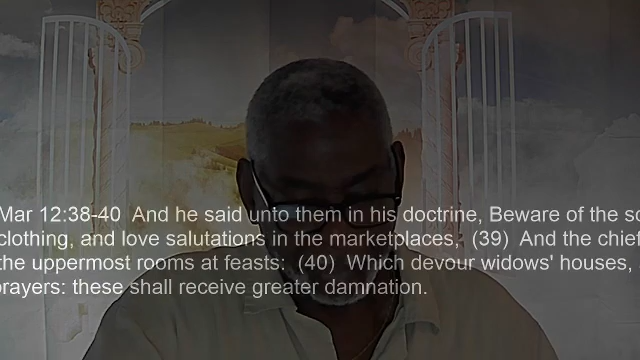 Mar 12:38-40 And he said unto them in his doctrine, Beware of the
clothing, and love salutations in the marketplaces, (39) And the chief
the uppermost rooms at feasts: (40) Which devour widows' houses,
prayers: these shall receive greater damnation.